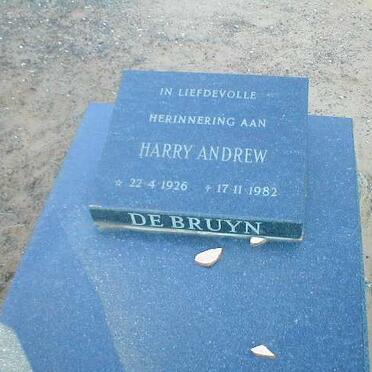 IN LIEFDEVOLLE
HERINNERING AAN
HARRY ANDREW
☆ 22·4·1926 ✝ 17·11·1982
DE BRUYN